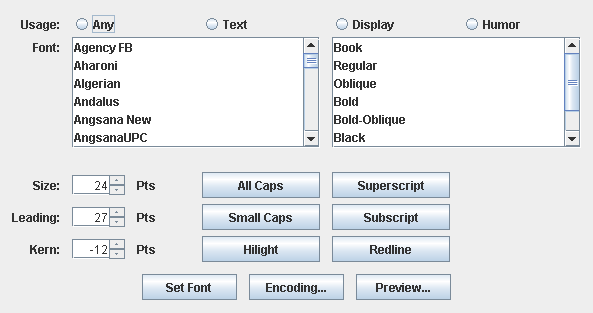 Usage: Any Text Display Humor
Font: Agency FB Book
Aharoni Regular
Algerian Oblique
Andalus Bold
Angsana New Bold-Oblique
AngsanaUPC Black
Size: 24 Pts All Caps Superscript
Leading: 27 Pts Small Caps Subscript
Kern: -12 Pts Hilight Redline
Set Font Encoding... Preview...